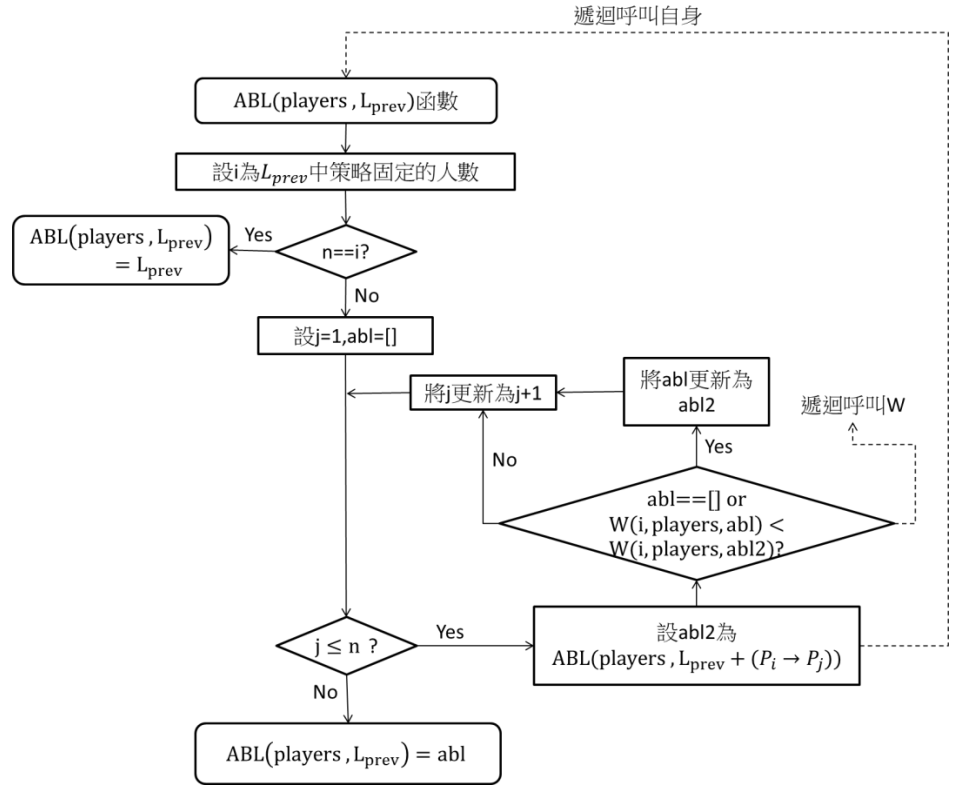 遞迴呼叫自身
ABL(players , L_prev)函數
設i為L_prev中策略固定的人數
ABL(players , L_prev)
= L_prev
Yes
n==i?
No
設j=1,abl=[]
將j更新為j+1
將abl更新為
abl2
遞迴呼叫W
No
Yes
abl==[] or
W(i, players, abl) <
W(i, players, abl2)?
j ≤ n ?
Yes
設abl2為
ABL(players , L_prev + (P_i → P_j))
No
ABL(players , L_prev) = abl